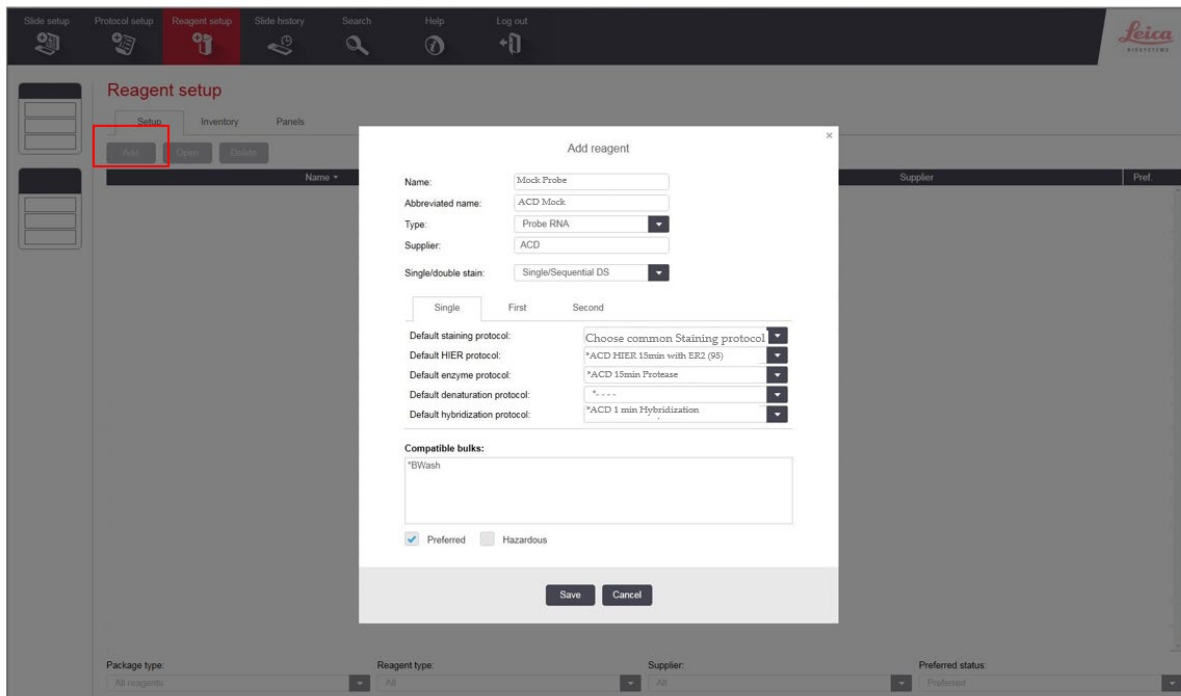 Slide setup Protocol setup Reagent setup Slide history Search Help Log out
Leica
BIOSYSTEMS
Reagent setup
Setup Inventory Panels
Add Open Delete
Name Supplier Pref.
Add reagent
Name: Mock Probe
Abbreviated name: ACD Mock
Type: Probe RNA
Supplier: ACD
Single/double stain: Single/Sequential DS
Single First Second
Default staining protocol: Choose common Staining protocol
Default HIER protocol: *ACD HIER 15min with ER2 (95)
Default enzyme protocol: *ACD 15min Protease
Default denaturation protocol: *- - - -
Default hybridization protocol: *ACD 1 min Hybridization
Compatible bulks:
*BWash
Preferred Hazardous
Save Cancel
Package type: Reagent type: Supplier: Preferred status:
All reagents All All Preferred